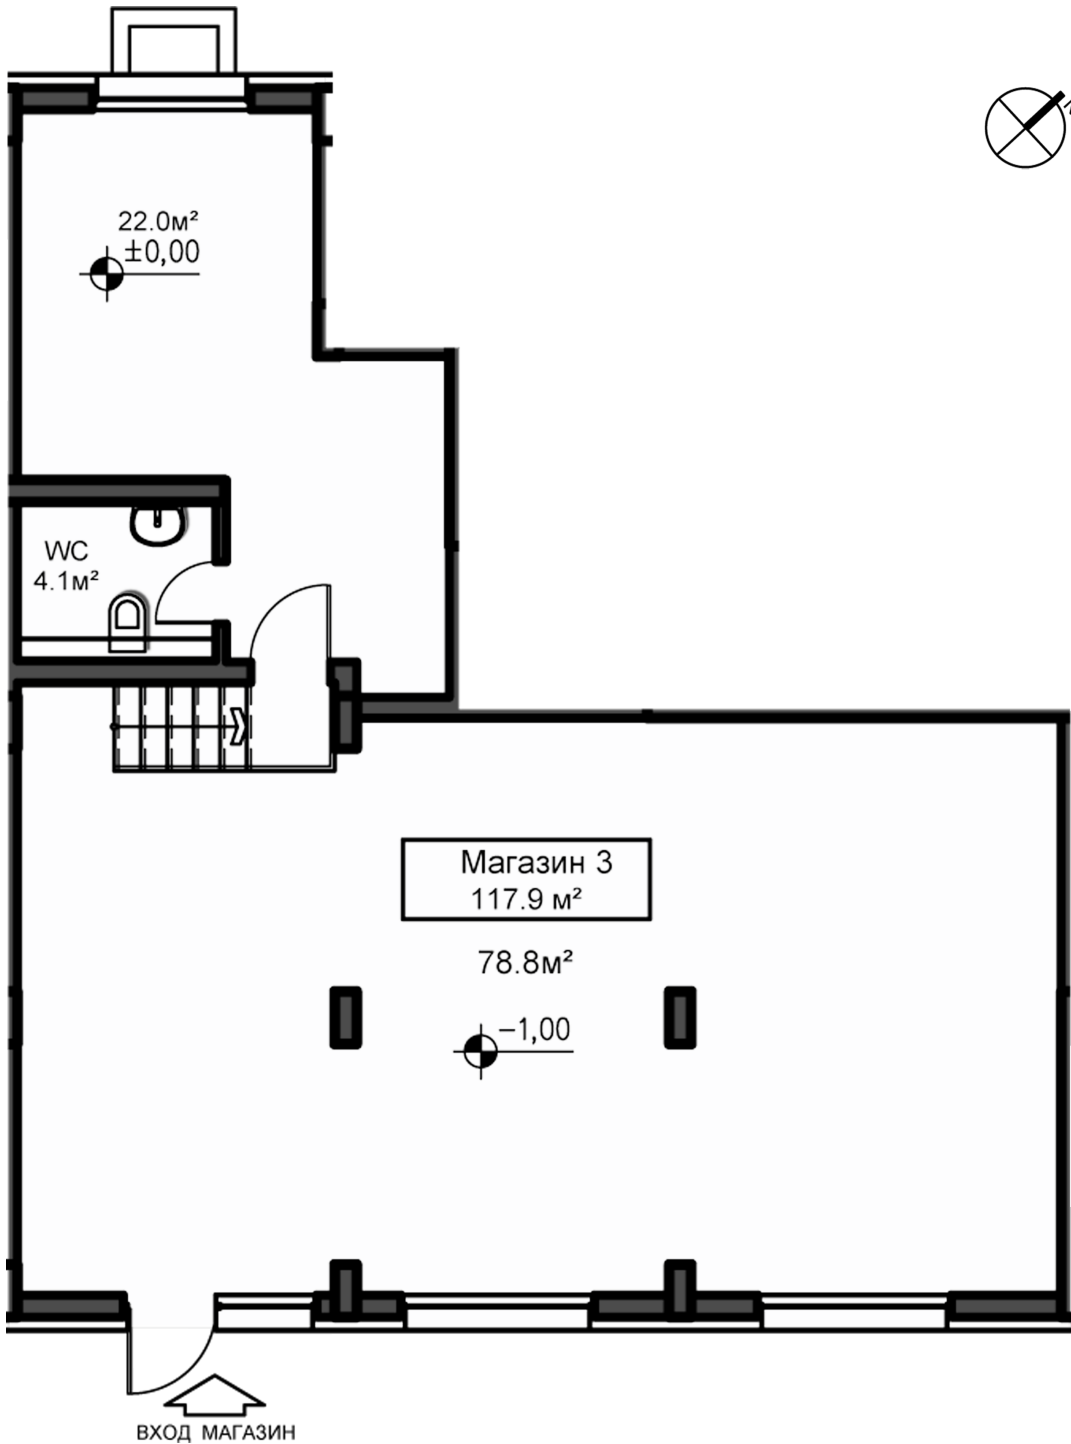 22.0м²
±0,00
WC
4.1м²
Магазин 3
117.9 м²
78.8м²
−1,00
ВХОД МАГАЗИН